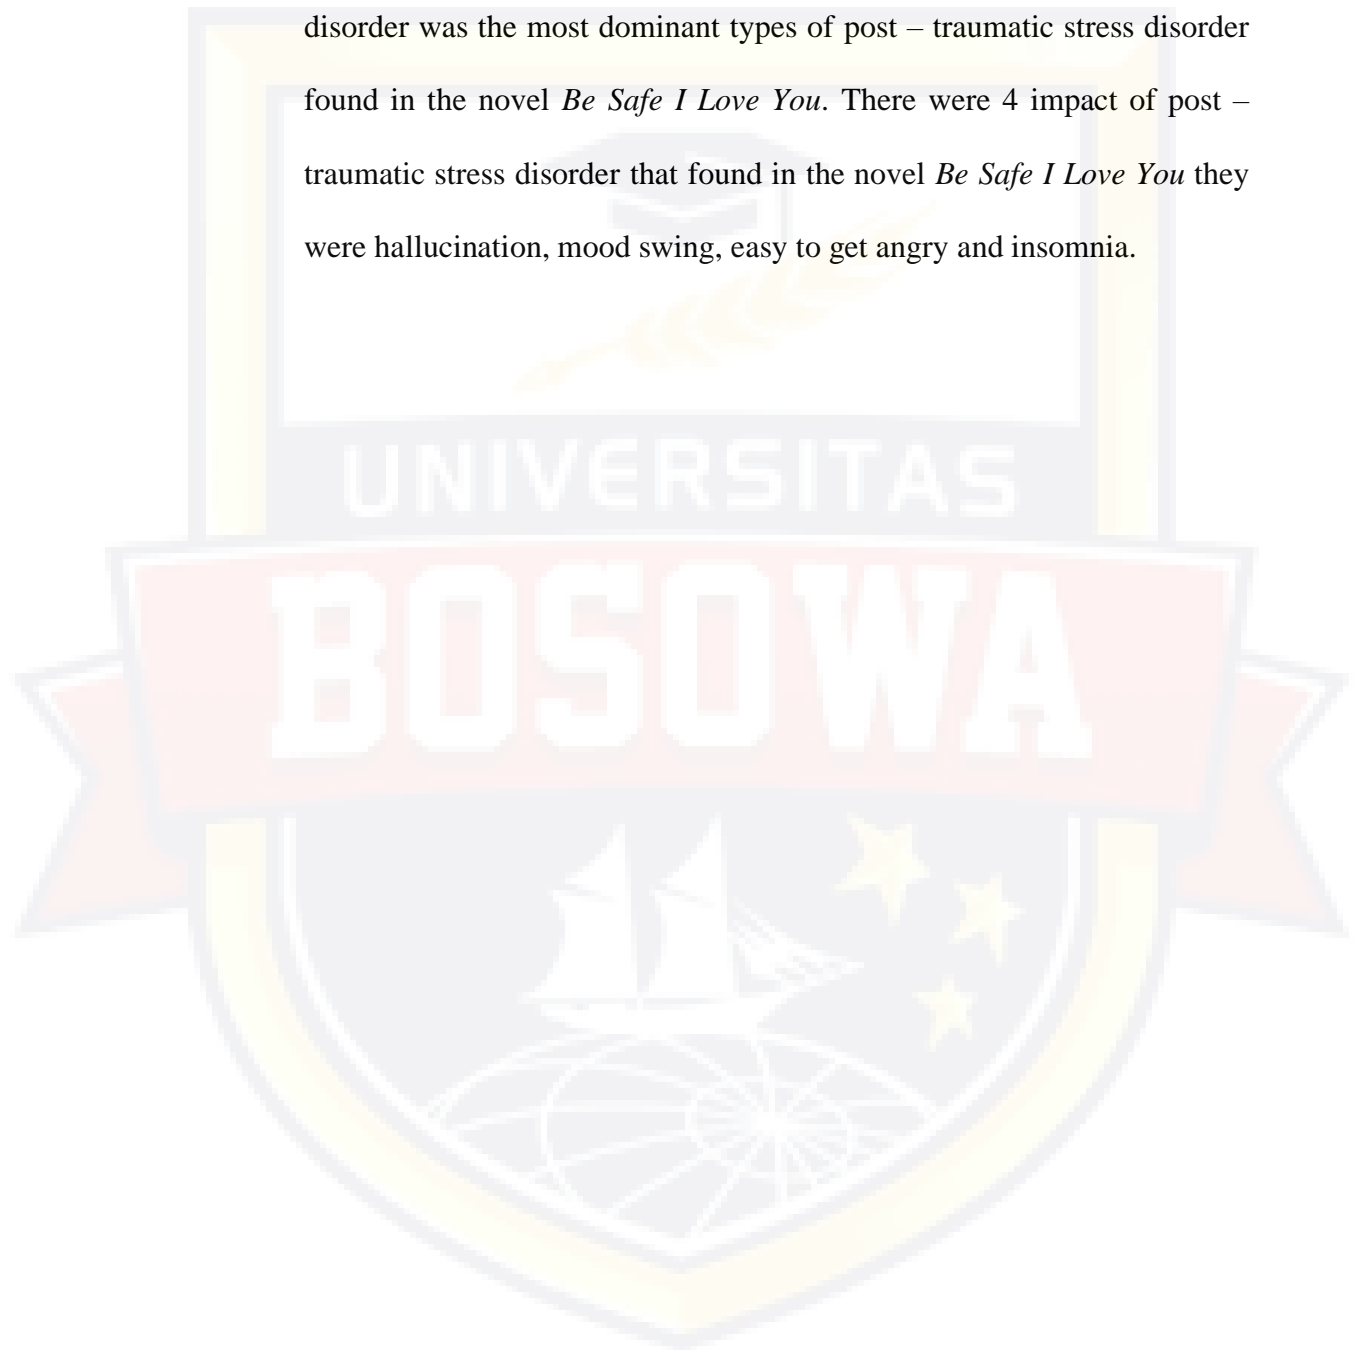 disorder was the most dominant types of post – traumatic stress disorder
found in the novel Be Safe I Love You. There were 4 impact of post –
traumatic stress disorder that found in the novel Be Safe I Love You they
were hallucination, mood swing, easy to get angry and insomnia.
UNIVERSITAS
BOSOWA